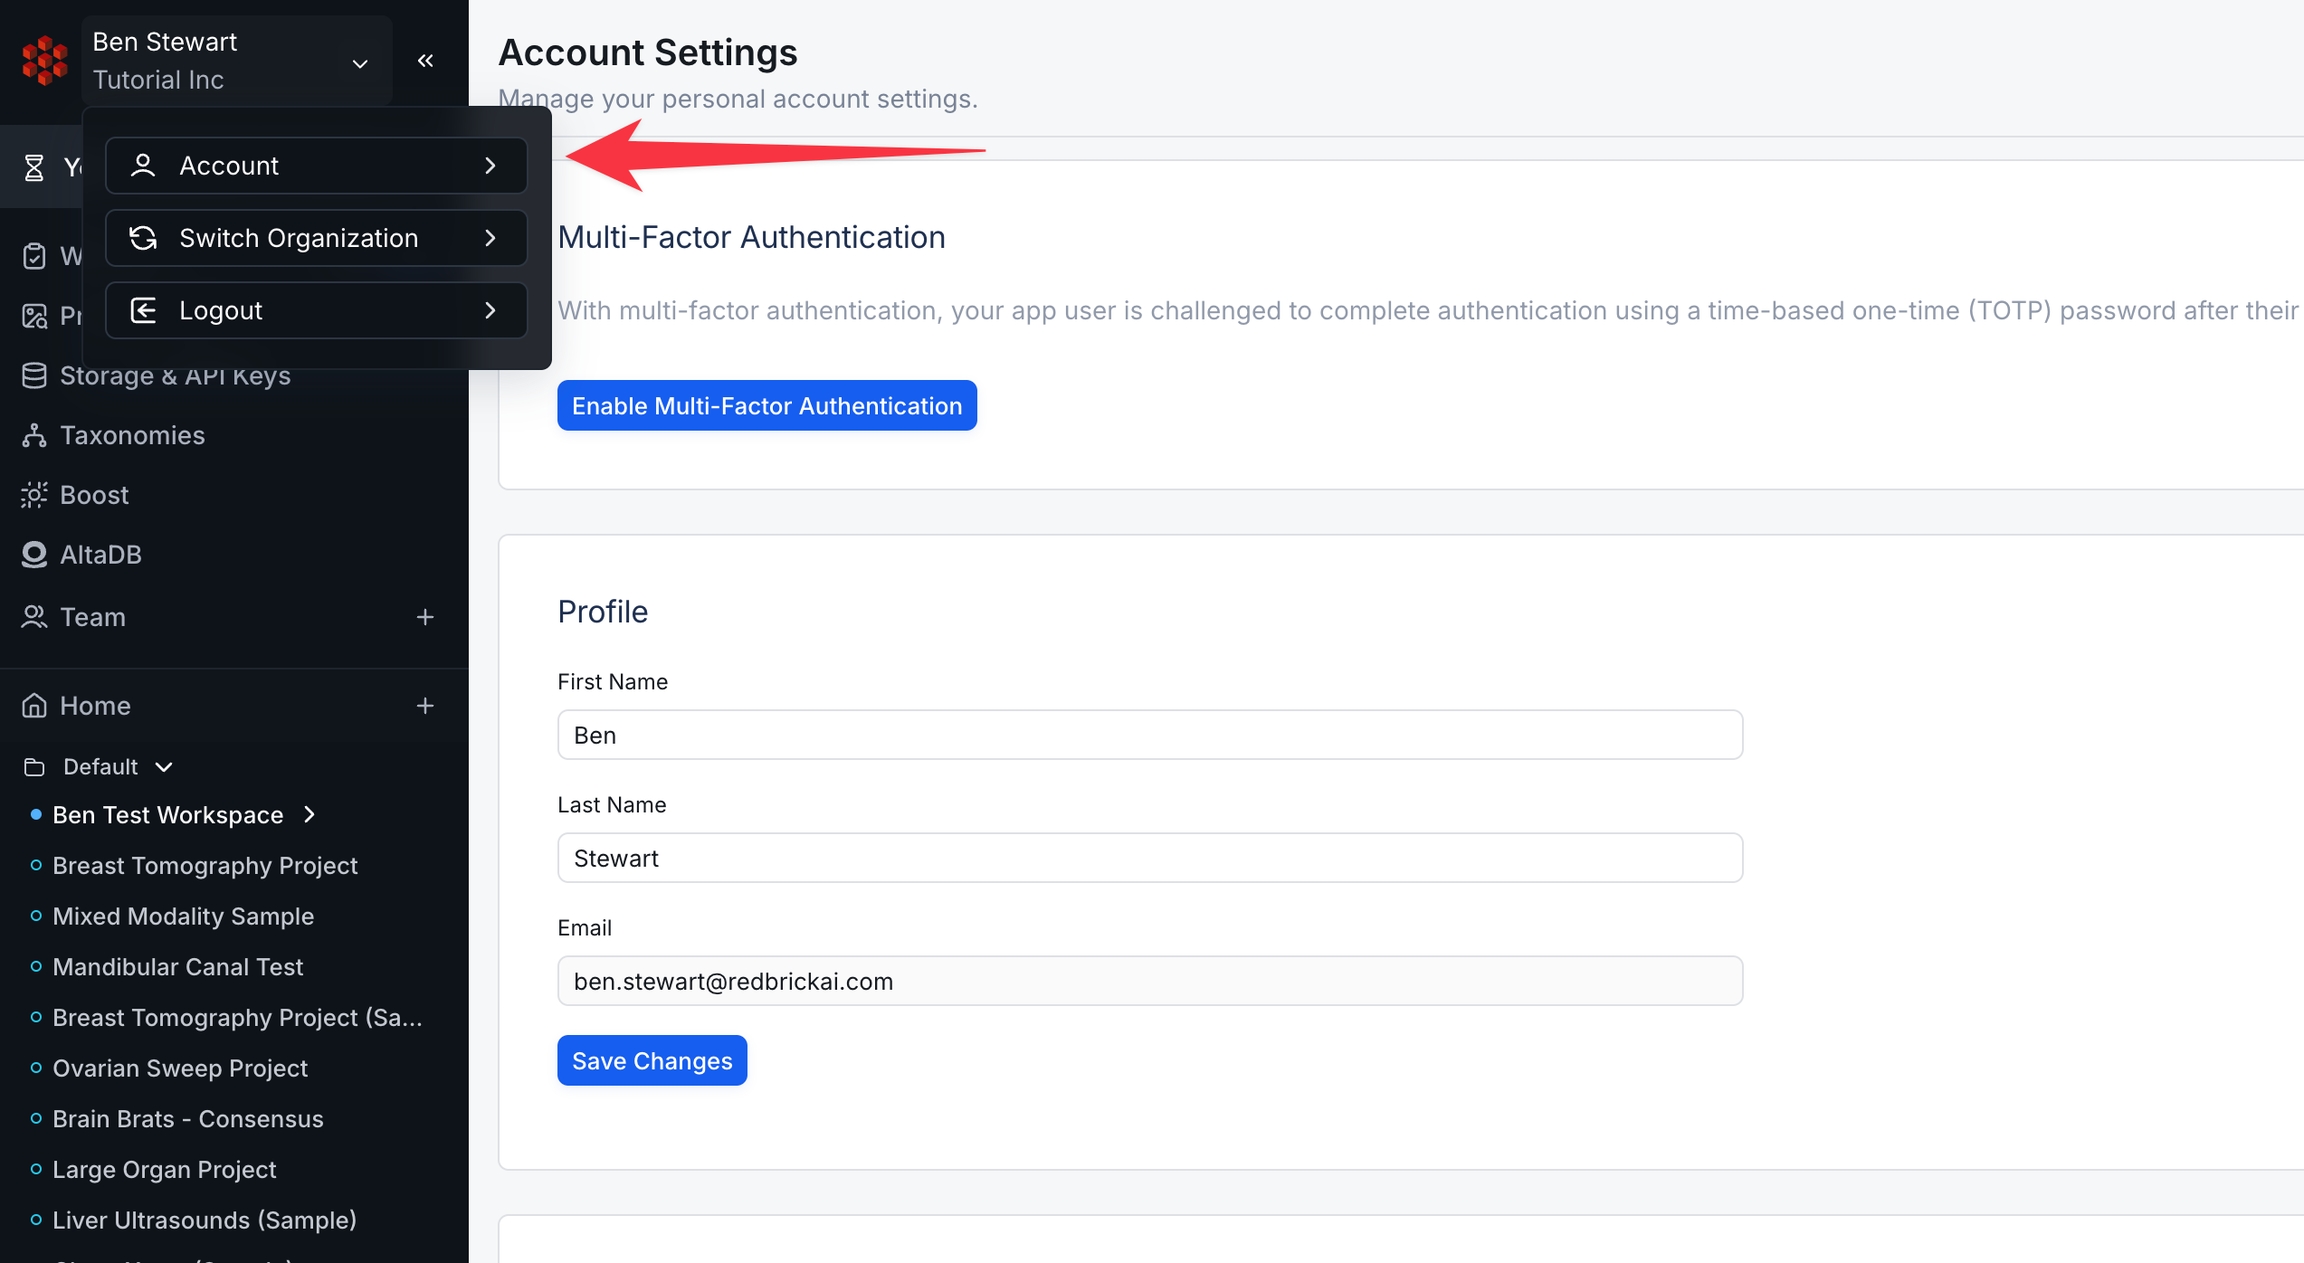 Ben Stewart
Tutorial Inc
Account
Switch Organization
Logout
Storage & API Keys
Taxonomies
Boost
AltaDB
Team
Home
Default
Ben Test Workspace
Breast Tomography Project
Mixed Modality Sample
Mandibular Canal Test
Breast Tomography Project (Sa...
Ovarian Sweep Project
Brain Brats - Consensus
Large Organ Project
Liver Ultrasounds (Sample)
Account Settings
Manage your personal account settings.
Multi-Factor Authentication
With multi-factor authentication, your app user is challenged to complete authentication using a time-based one-time (TOTP) password after their
Enable Multi-Factor Authentication
Profile
First Name
Ben
Last Name
Stewart
Email
ben.stewart@redbrickai.com
Save Changes